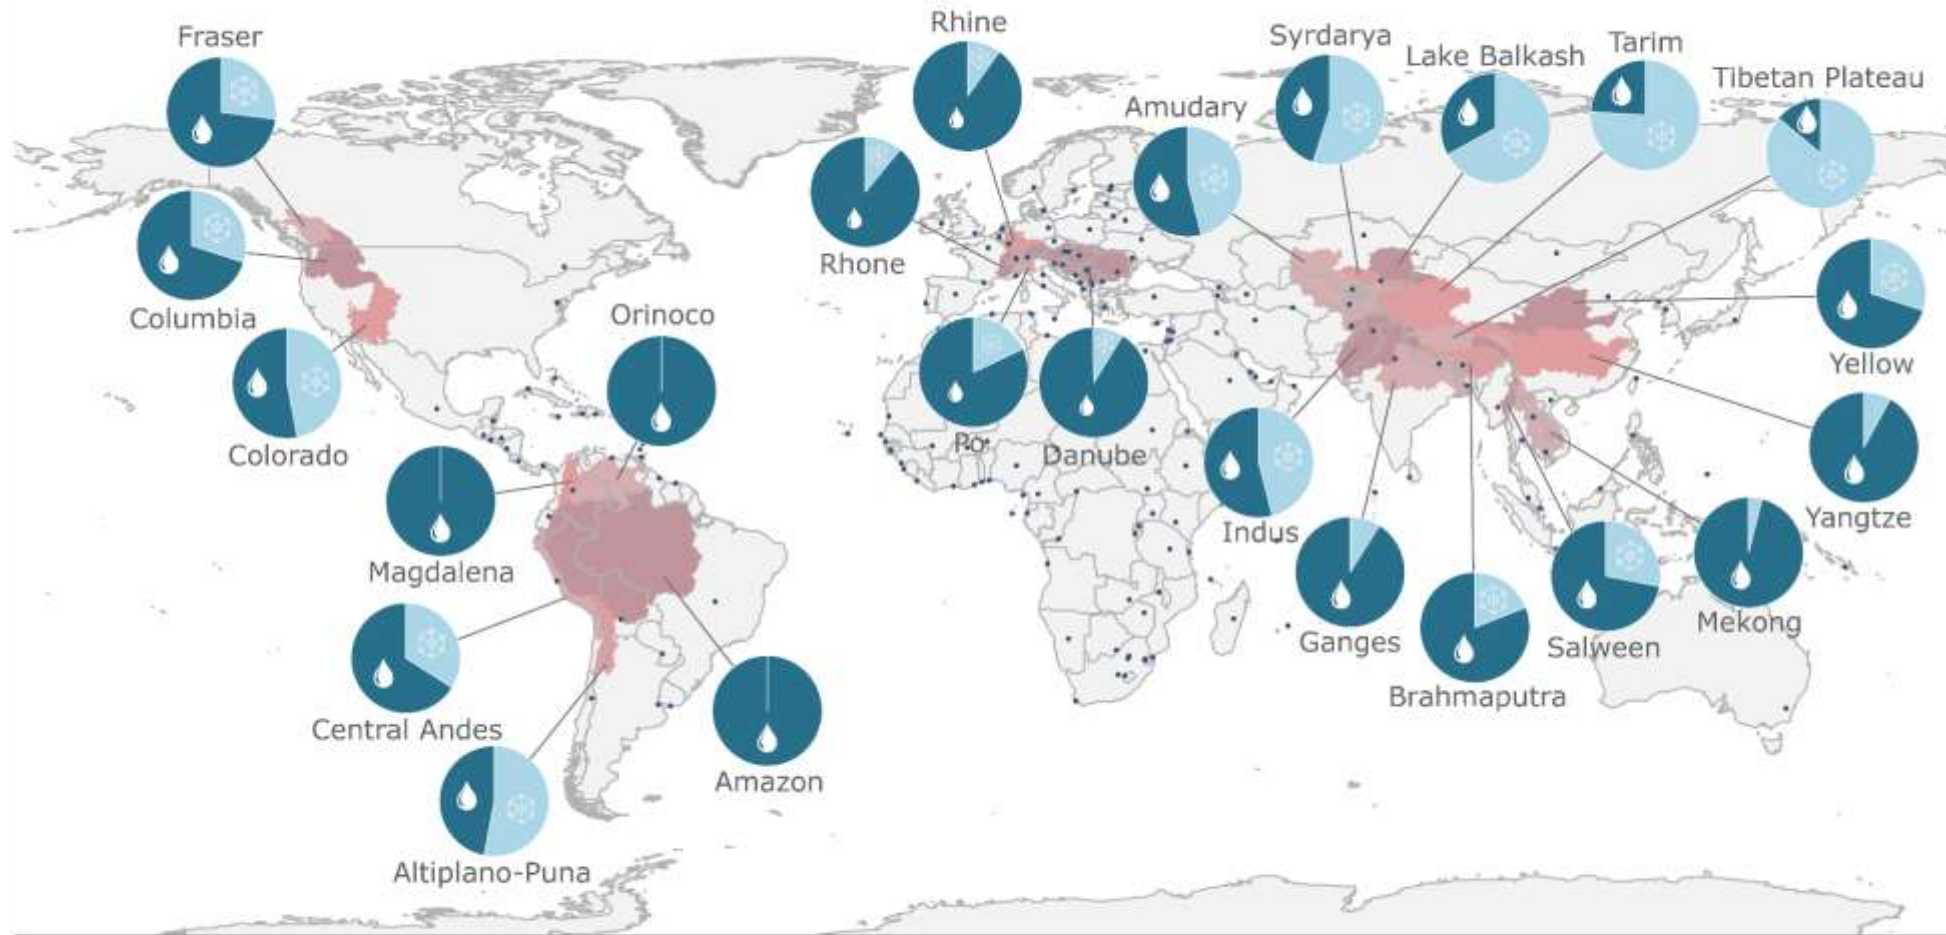 Rhine
Fraser
Syrdarya
Lake Balkash
Tarim
Tibetan Plateau
Amudary
Rhone
Columbia
Orinoco
Yellow
Colorado
Po
Danube
Indus
Yangtze
Magdalena
Ganges
Salween
Mekong
Brahmaputra
Central Andes
Amazon
Altiplano-Puna